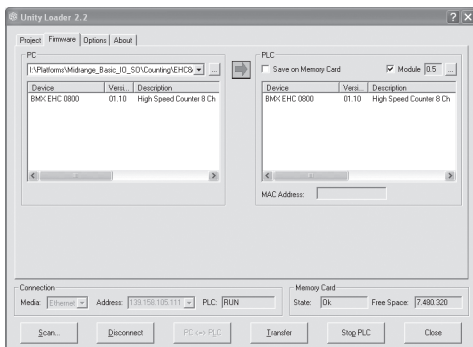 Unity Loader 2.2
Project Firmware Options About
PC
I:\Platforms\Midrange_Basic_IO_SO\Counting\EHC& ...
Device Versi... Description
BMX EHC 0800 01.10 High Speed Counter 8 Ch
PLC
Save on Memory Card Module 0.5 ...
Device Versi... Description
BMX EHC 0800 01.10 High Speed Counter 8 Ch
MAC Address:
Connection
Media: Ethernet Address: 139.158.105.111 PLC: RUN
Memory Card
State: Ok Free Space: 7.480.320
Scan... Disconnect PC <-> PLC Transfer Stop PLC Close